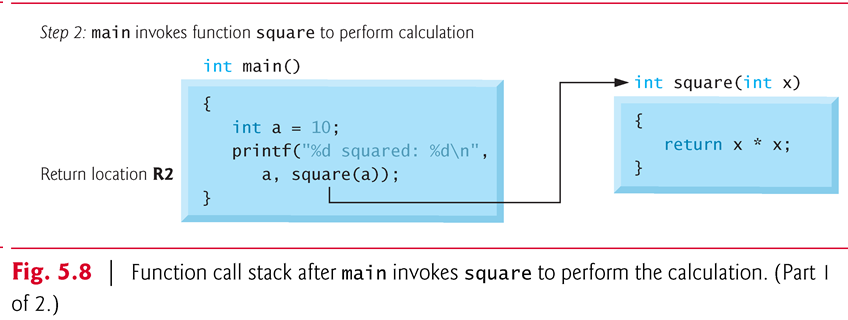 Step 2: main invokes function square to perform calculation
int main()
{
int a = 10;
printf("%d squared: %d\n",
a, square(a));
}
Return location R2
int square(int x)
{
return x * x;
}
Fig. 5.8 | Function call stack after main invokes square to perform the calculation. (Part 1
of 2.)